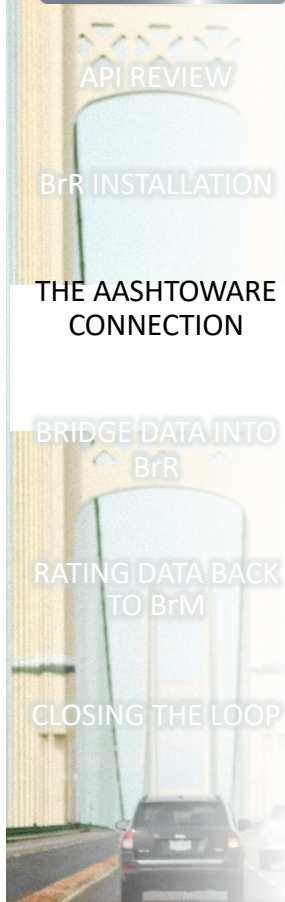 API REVIEW
BrR INSTALLATION
THE AASHTOWARE
CONNECTION
BRIDGE DATA INTO
BrR
RATING DATA BACK
TO BrM
CLOSING THE LOOP